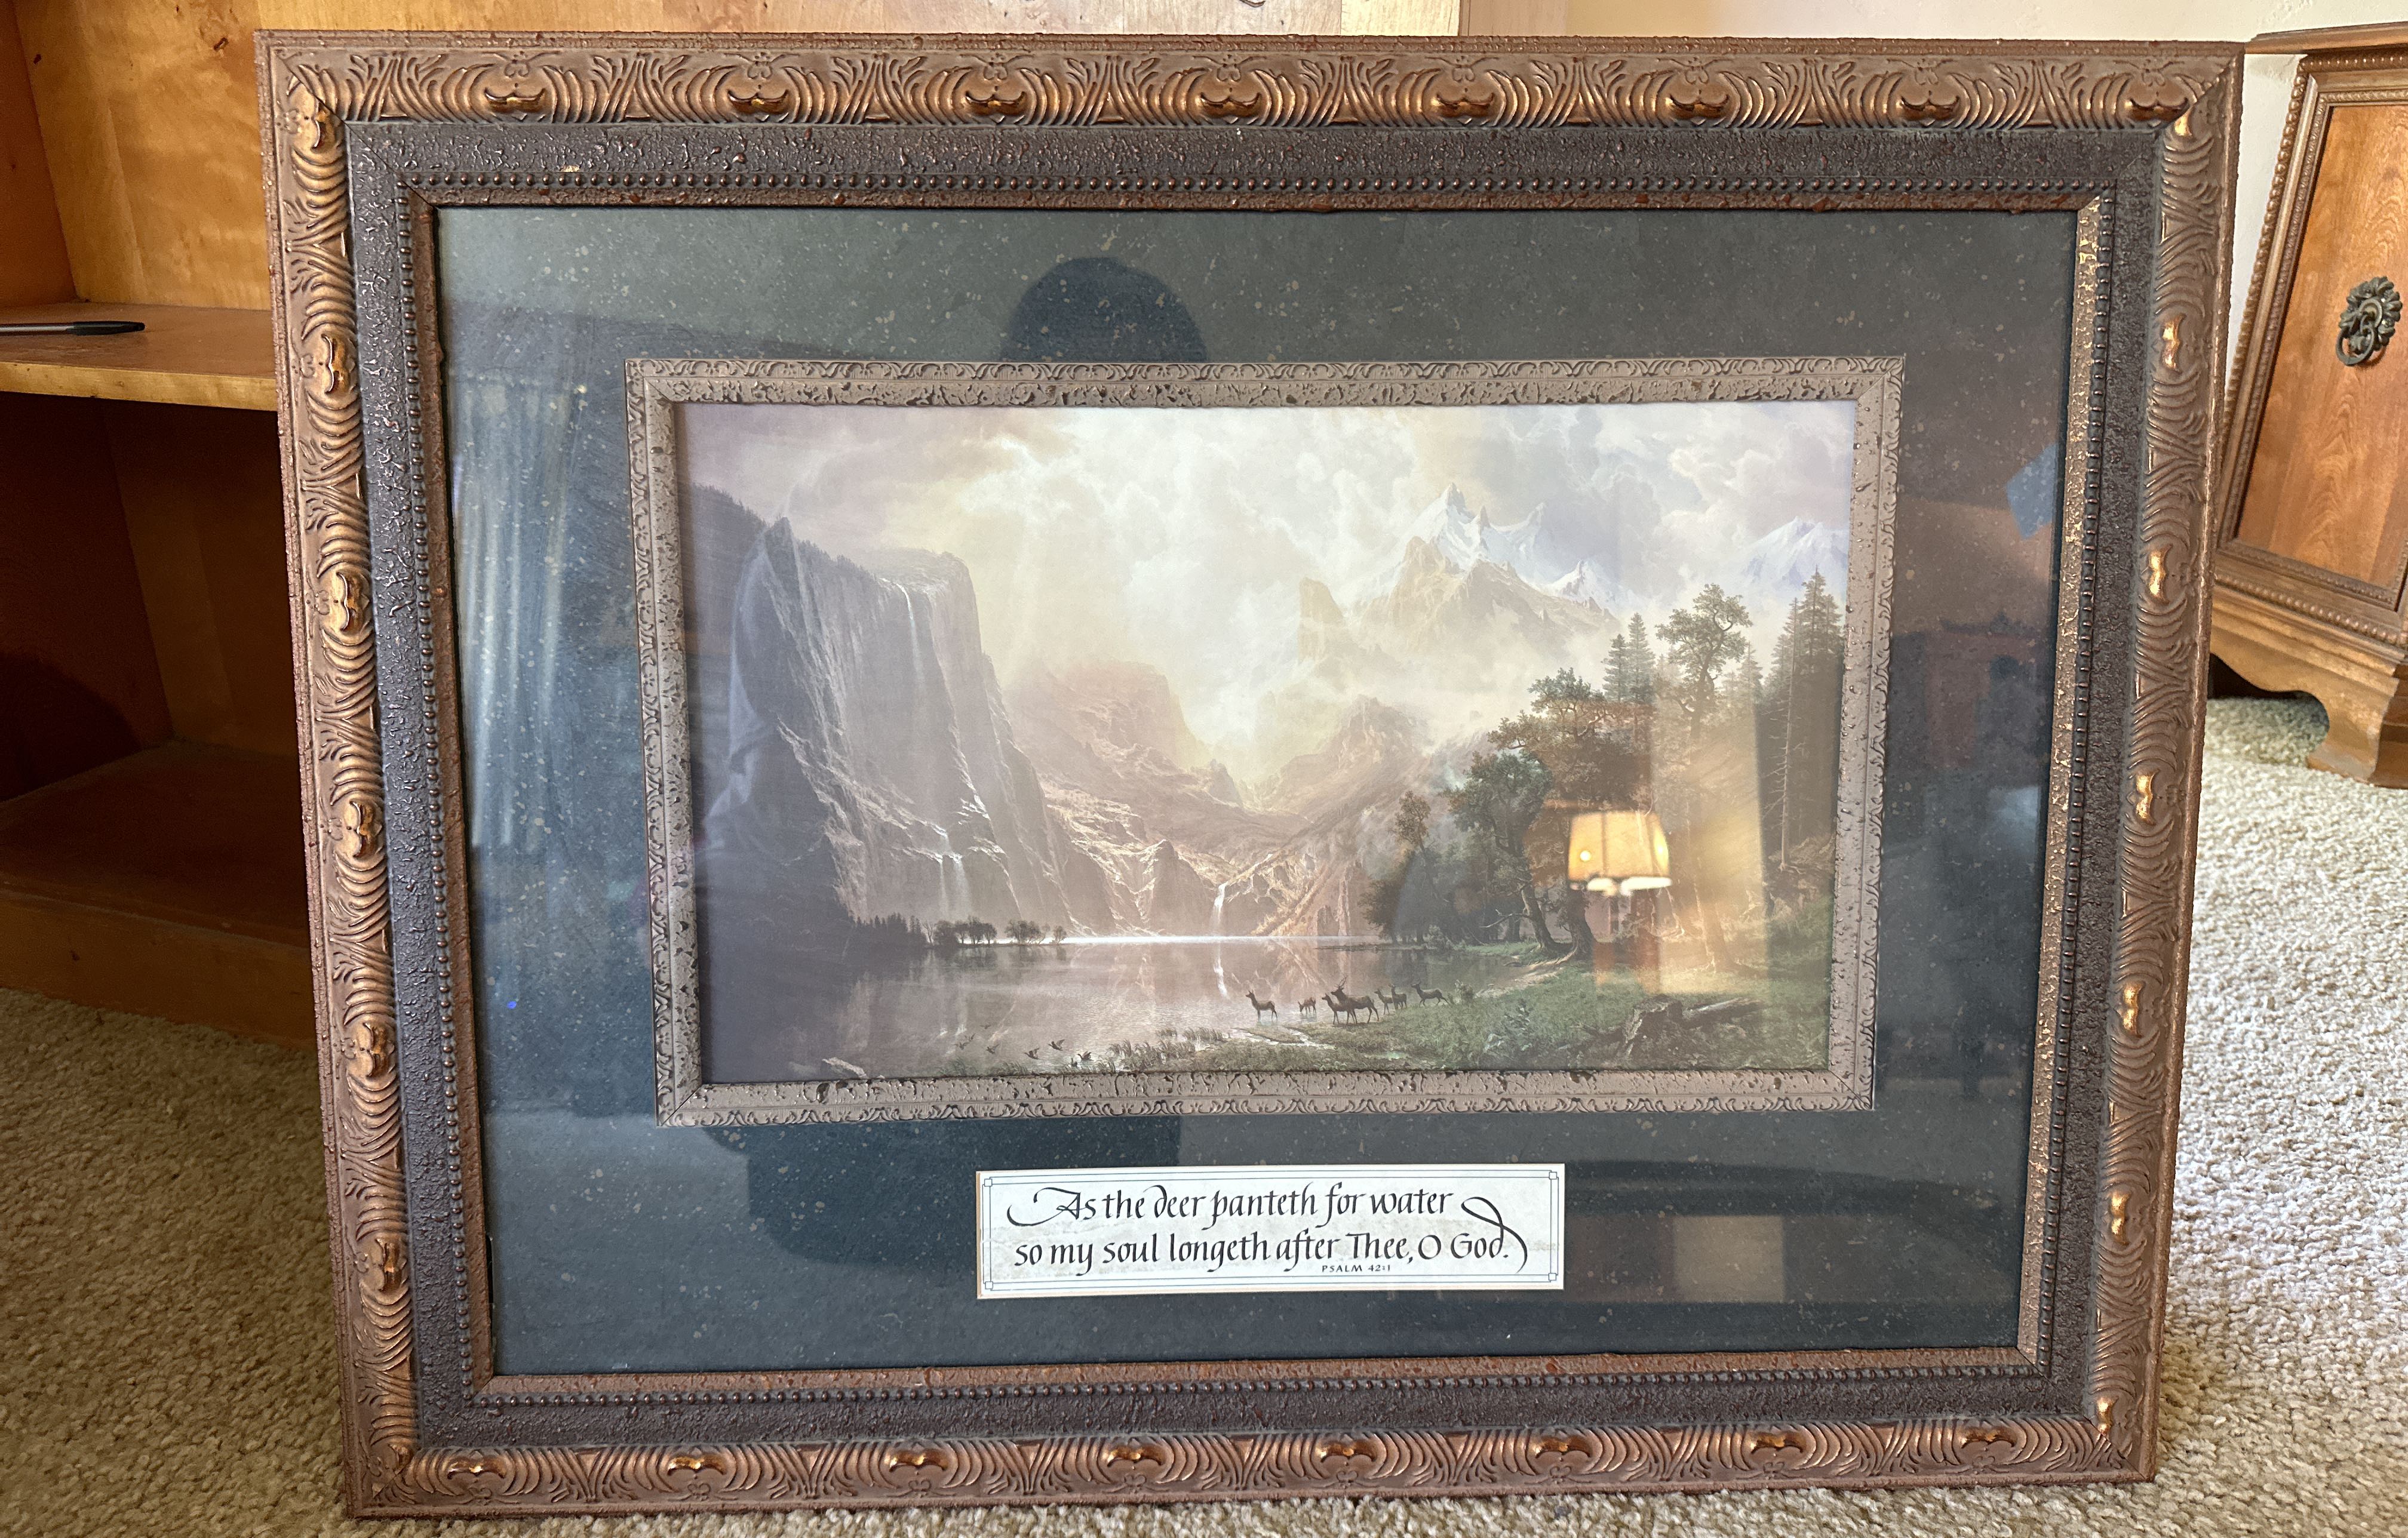 As the deer panteth for water
so my soul longeth after Thee, O God.
PSALM 42:1